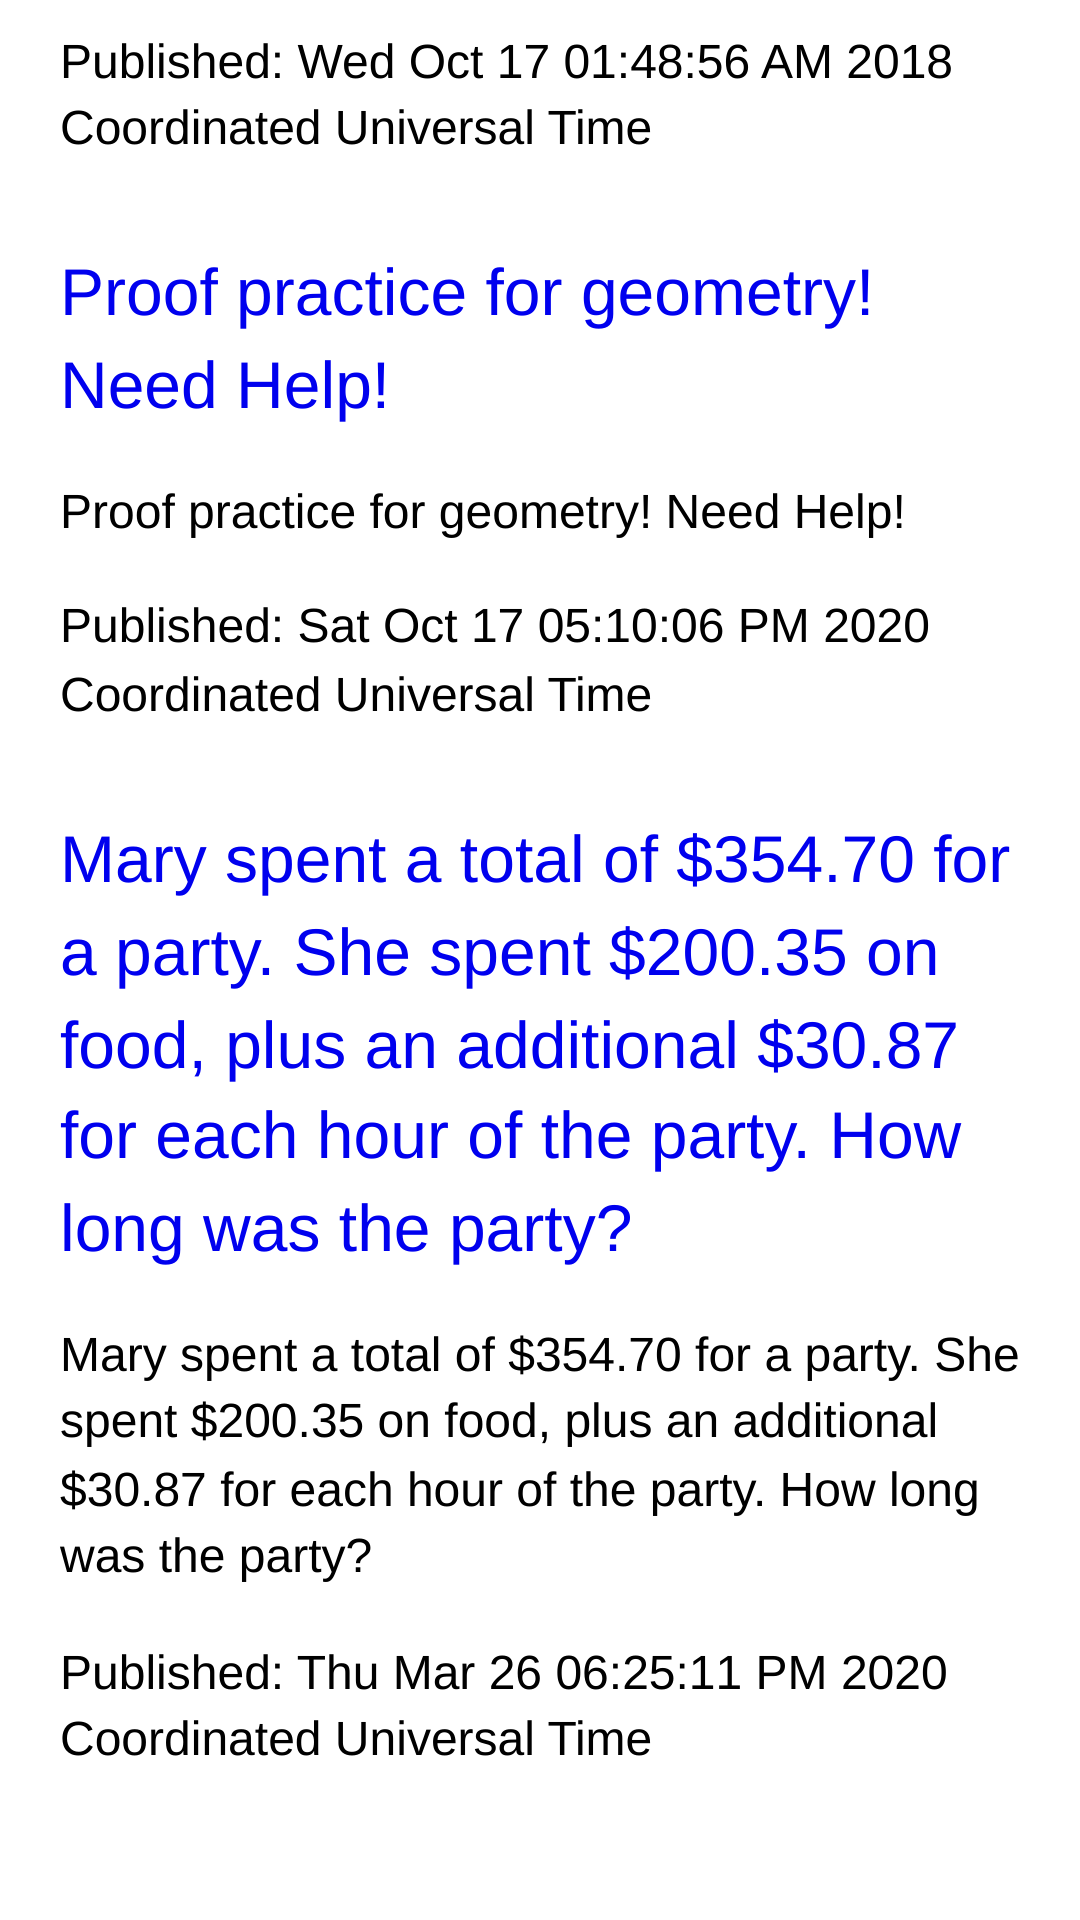 Published: Wed Oct 17 01:48:56 AM 2018
Coordinated Universal Time
Proof practice for geometry!
Need Help!
Proof practice for geometry! Need Help!
Published: Sat Oct 17 05:10:06 PM 2020
Coordinated Universal Time
Mary spent a total of $354.70 for
a party. She spent $200.35 on
food, plus an additional $30.87
for each hour of the party. How
long was the party?
Mary spent a total of $354.70 for a party. She
spent $200.35 on food, plus an additional
$30.87 for each hour of the party. How long
was the party?
Published: Thu Mar 26 06:25:11 PM 2020
Coordinated Universal Time